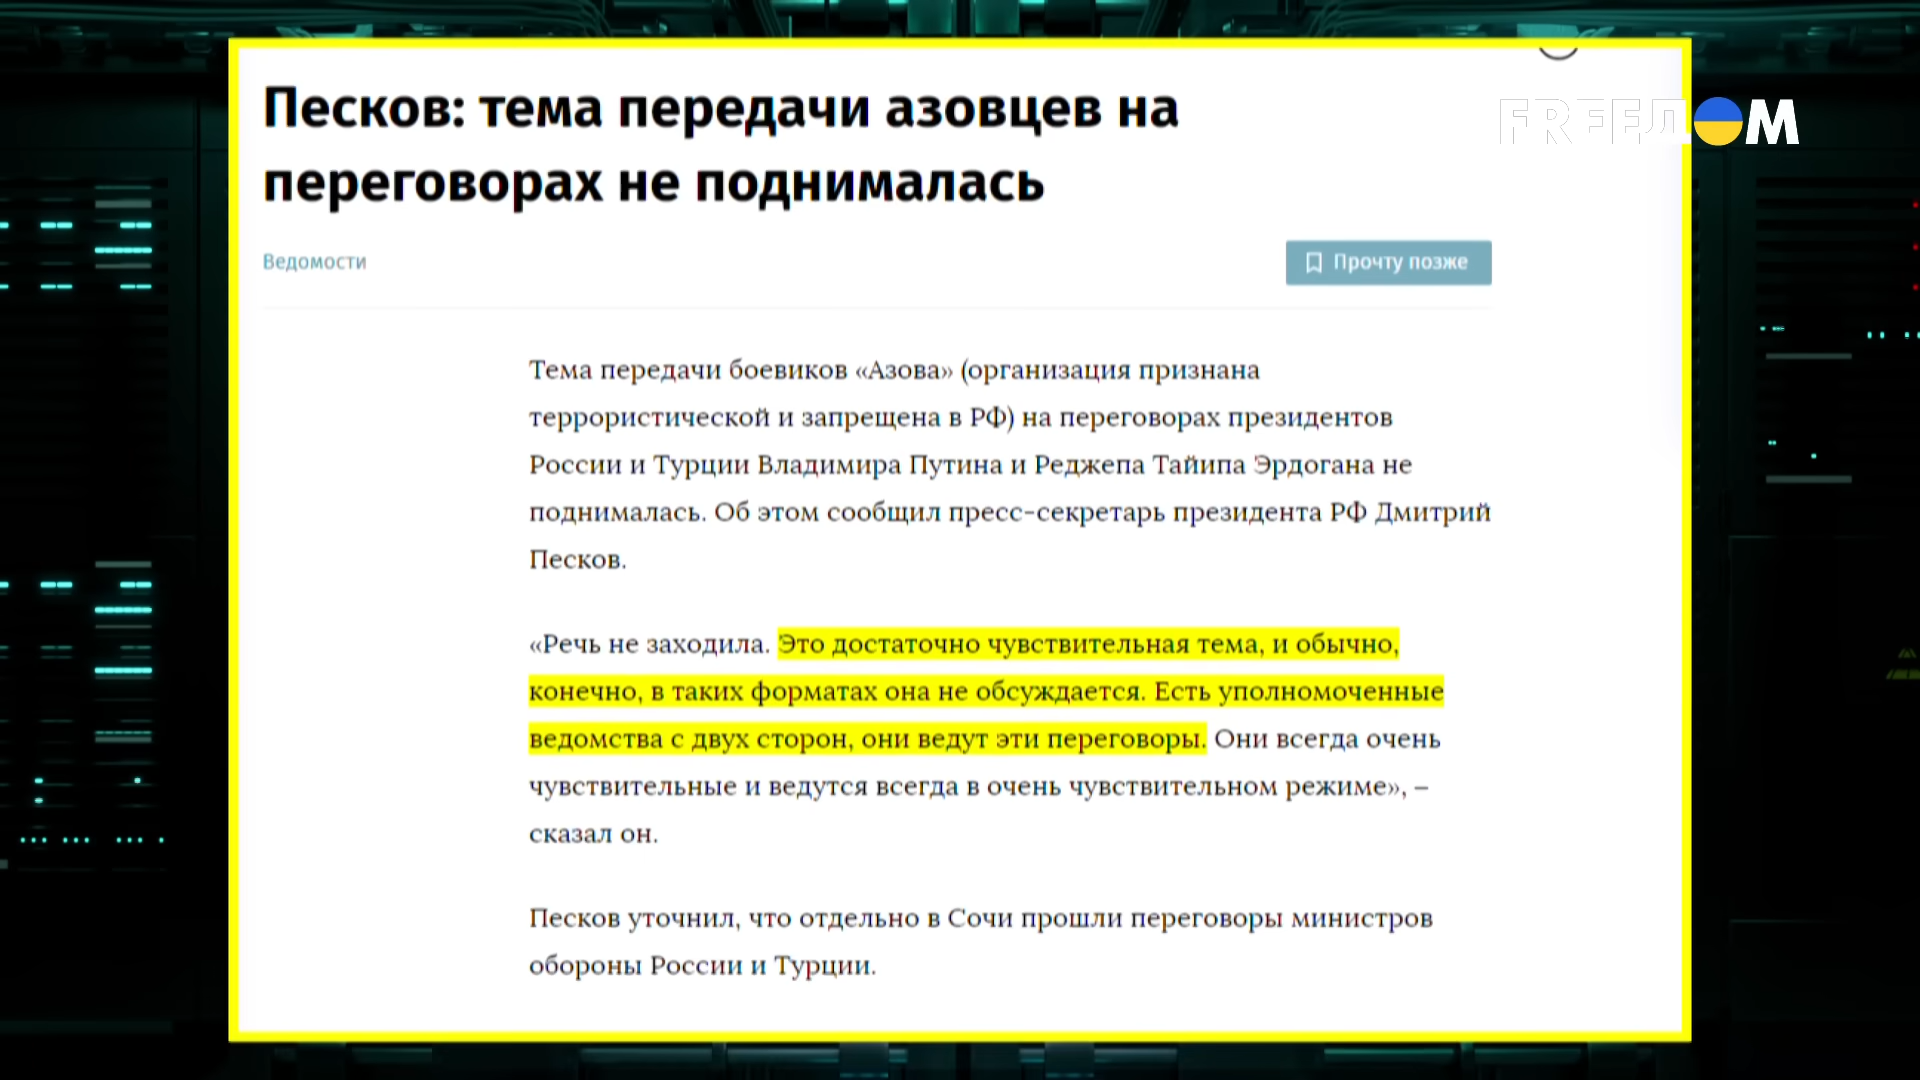 Песков: тема передачи азовцев на
переговорах не поднималась
FREEДOM
Ведомости
Прочту позже
Тема передачи боевиков «Азова» (организация признана
террористической и запрещена в РФ) на переговорах президентов
России и Турции Владимира Путина и Реджепа Тайипа Эрдогана не
поднималась. Об этом сообщил пресс-секретарь президента РФ Дмитрий
Песков.
«Речь не заходила. Это достаточно чувствительная тема, и обычно,
конечно, в таких форматах она не обсуждается. Есть уполномоченные
ведомства с двух сторон, они ведут эти переговоры. Они всегда очень
чувствительные и ведутся всегда в очень чувствительном режиме», –
сказал он.
Песков уточнил, что отдельно в Сочи прошли переговоры министров
обороны России и Турции.